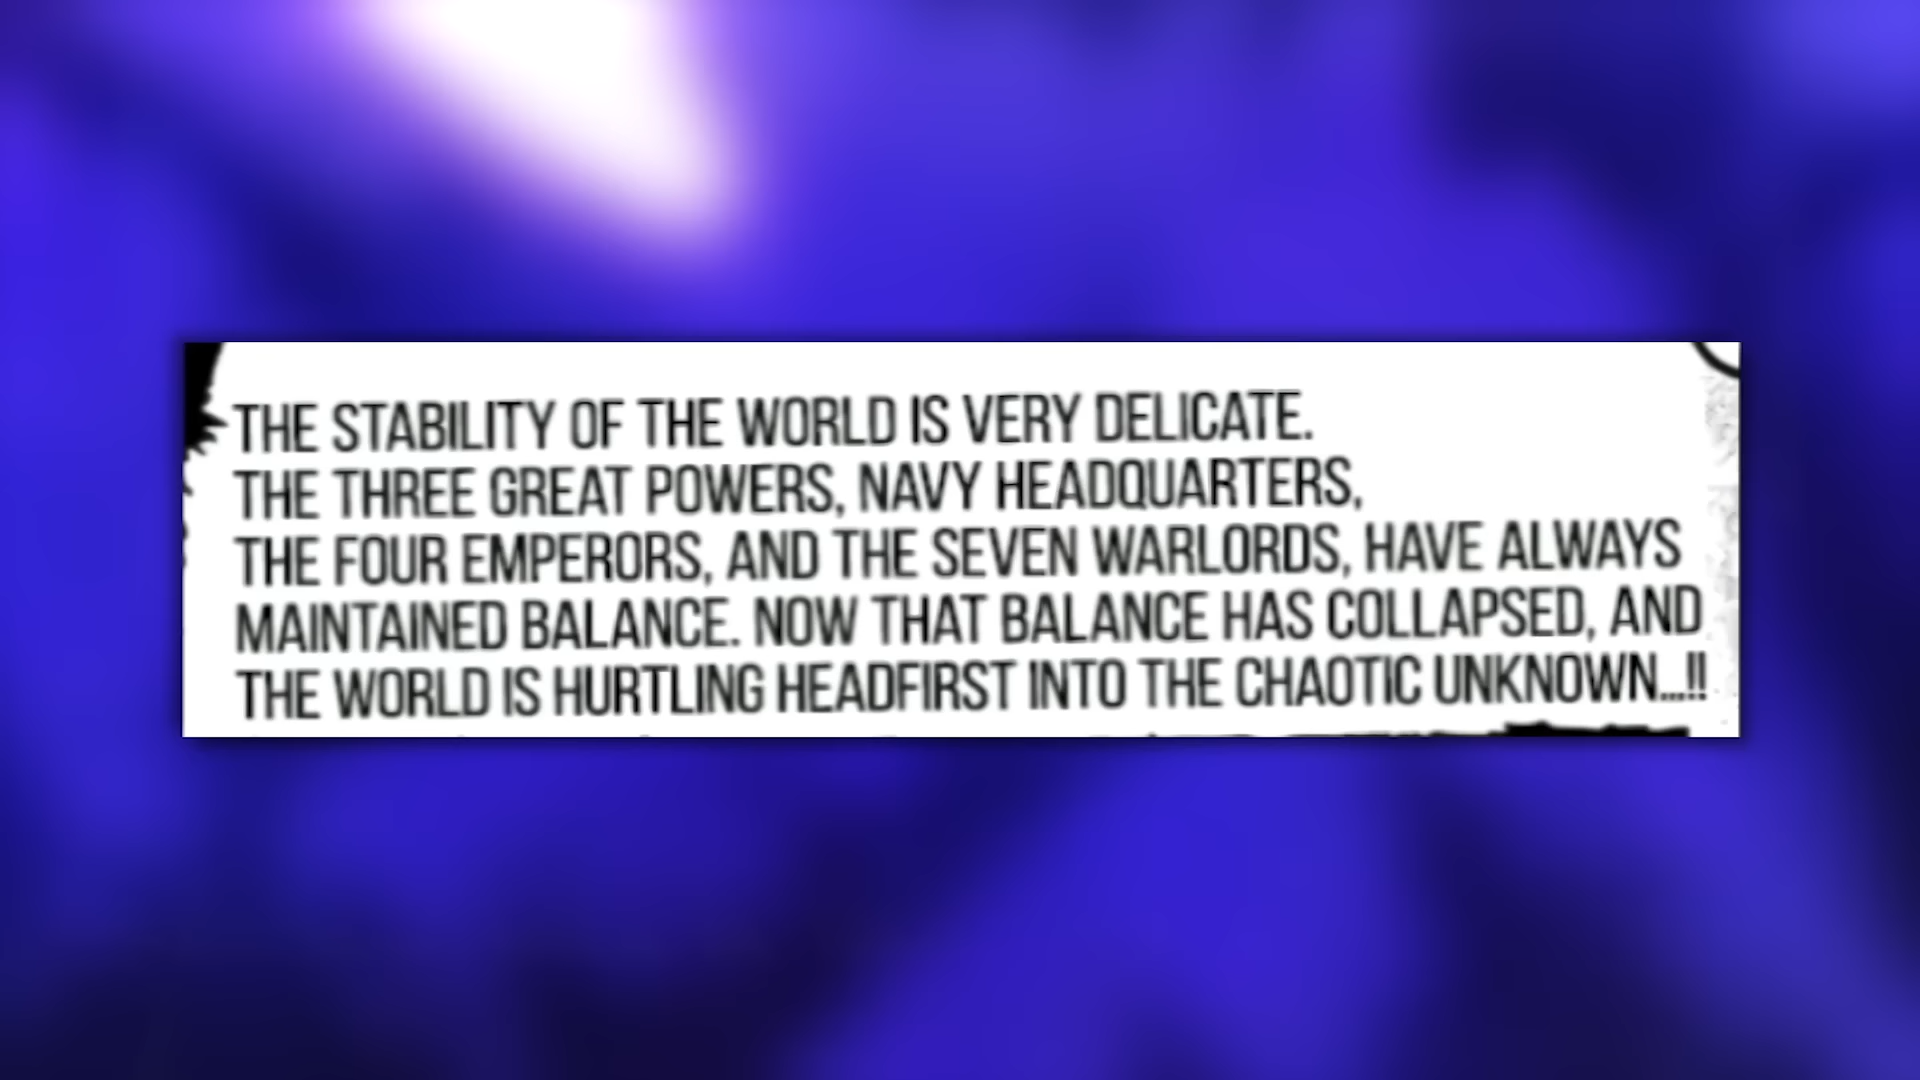 THE STABILITY OF THE WORLD IS VERY DELICATE.
THE THREE GREAT POWERS, NAVY HEADQUARTERS,
THE FOUR EMPERORS, AND THE SEVEN WARLORDS, HAVE ALWAYS
MAINTAINED BALANCE. NOW THAT BALANCE HAS COLLAPSED, AND
THE WORLD IS HURTLING HEADFIRST INTO THE CHAOTIC UNKNOWN...!!